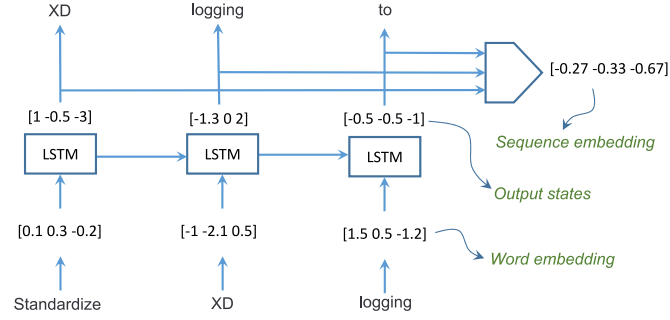 XD logging to
[-0.27 -0.33 -0.67]
[1 -0.5 -3] [-1.3 0 2] [-0.5 -0.5 -1]
Sequence embedding
LSTM LSTM LSTM
Output states
[0.1 0.3 -0.2] [-1 -2.1 0.5] [1.5 0.5 -1.2]
Word embedding
Standardize XD logging